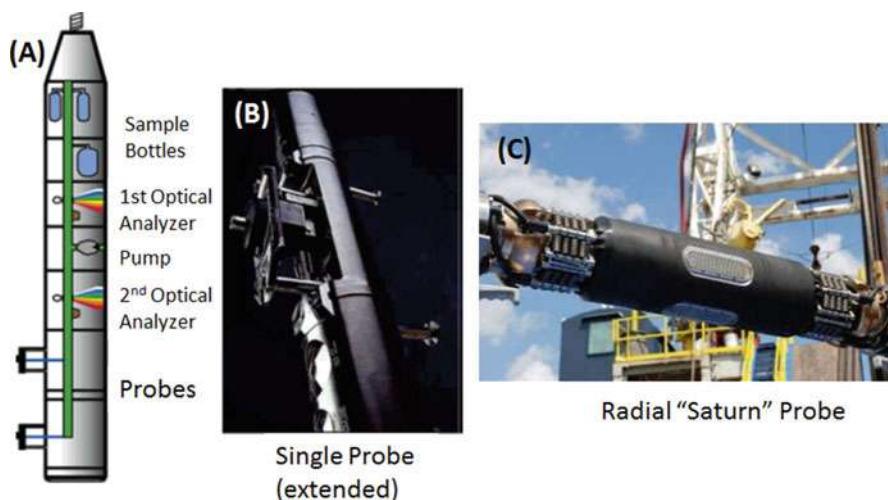 (A)
Sample
Bottles
1st Optical
Analyzer
Pump
2nd Optical
Analyzer
Probes
(B)
Single Probe
(extended)
(C)
Radial “Saturn” Probe